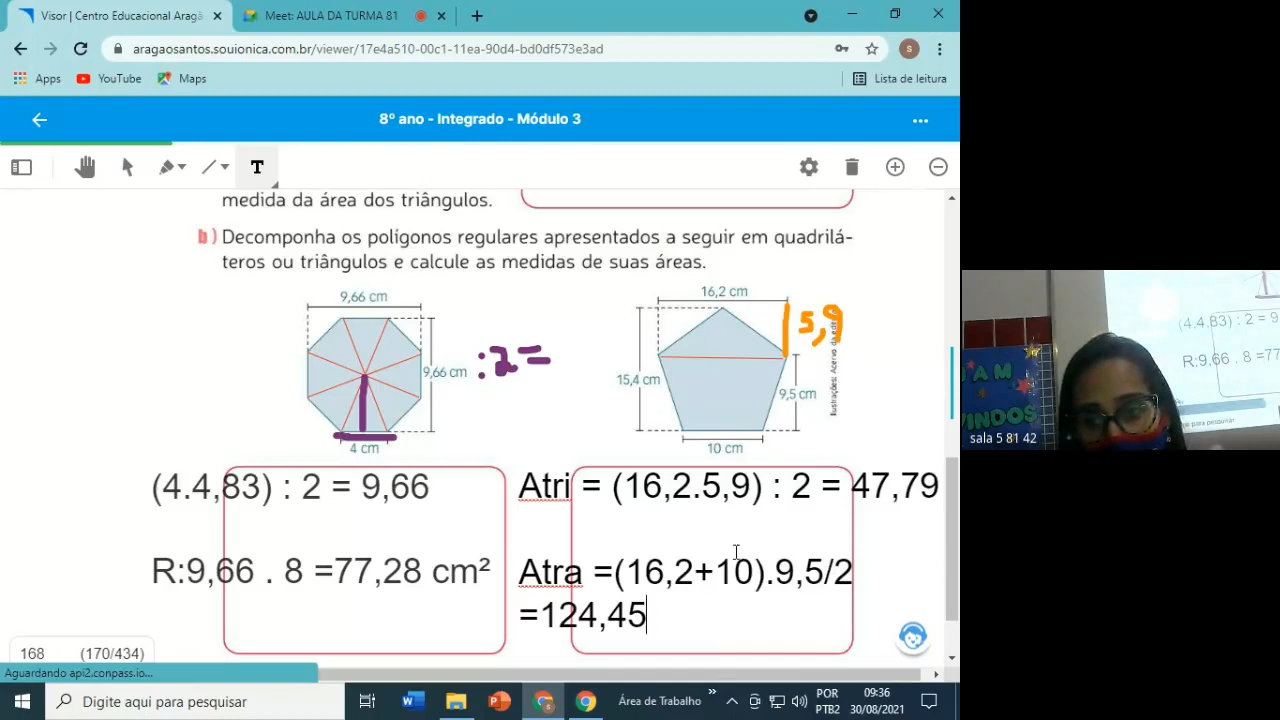 Visor | Centro Educacional Aragã
Meet: AULA DA TURMA 81
aragaosantos.souionica.com.br/viewer/17e4a510-00c1-11ea-90d4-bd0df573e3ad
S
Apps YouTube Maps
Lista de leitura
8º ano - Integrado - Módulo 3
T
medida da área dos triângulos.
b) Decomponha os polígonos regulares apresentados a seguir em quadrilá-
teros ou triângulos e calcule as medidas de suas áreas.
9,66 cm
9,66 cm
4 cm
:2=
16,2 cm
5,9
15,4 cm
9,5 cm
10 cm
(4.4,83) : 2 = 9,66
R:9,66 . 8 =77,28 cm²
Atri = (16,2.5,9) : 2 = 47,79
Atra =(16,2+10).9,5/2
=124,45
168 (170/434)
Aguardando api2.conpass.io...
Digite aqui para pesquisar
Área de Trabalho
POR
PTB2
09:36
30/08/2021
(4.4,83) : 2 = 9,66
R:9,66 . 8 =77
sala 5 81 42